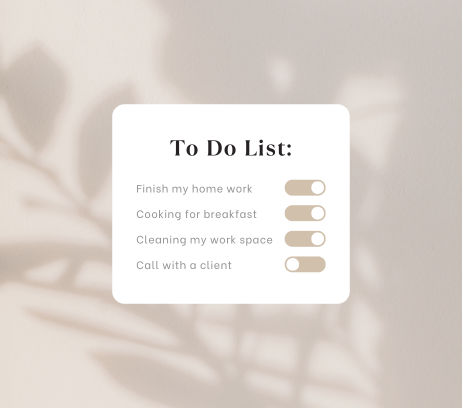 To Do List:
Finish my home work
Cooking for breakfast
Cleaning my work space
Call with a client